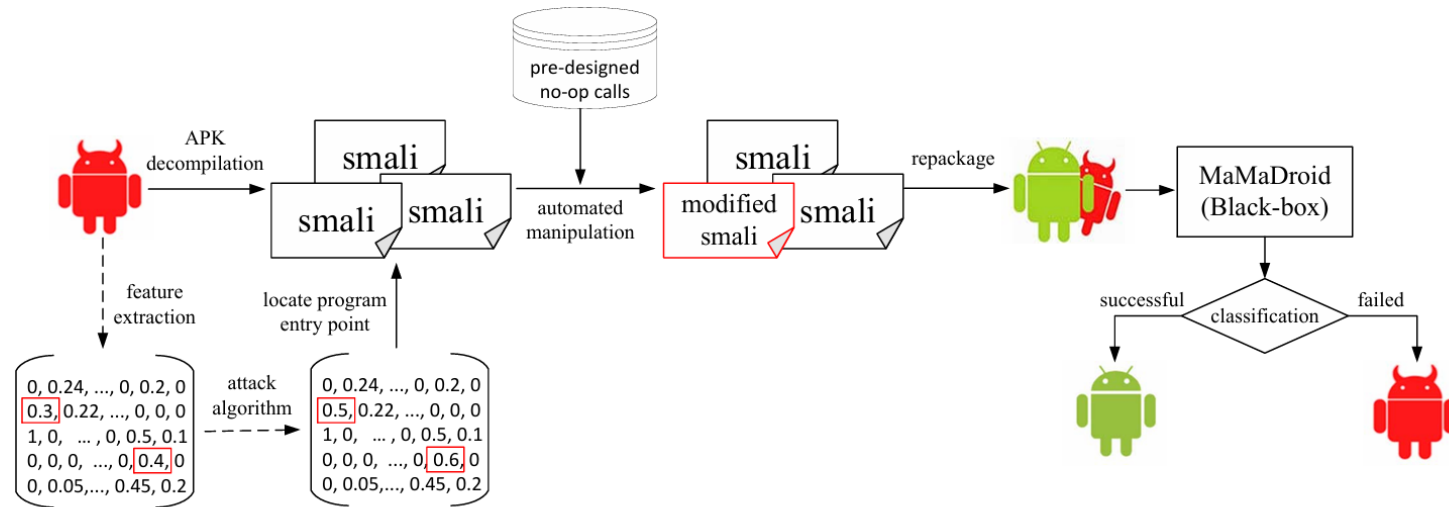 pre-designed
no-op calls
APK
decompilation
smali
smali
smali
automated
manipulation
smali
modified
smali
smali
repackage
MaMaDroid
(Black-box)
feature
extraction
locate program
entry point
successful
classification
failed
0, 0.24, ..., 0, 0.2, 0
0.3, 0.22, ..., 0, 0, 0
1, 0, ... , 0, 0.5, 0.1
0, 0, 0, ..., 0, 0.4, 0
0, 0.05,..., 0.45, 0.2
attack
algorithm
0, 0.24, ..., 0, 0.2, 0
0.5, 0.22, ..., 0, 0, 0
1, 0, ... , 0, 0.5, 0.1
0, 0, 0, ..., 0, 0.6, 0
0, 0.05,..., 0.45, 0.2